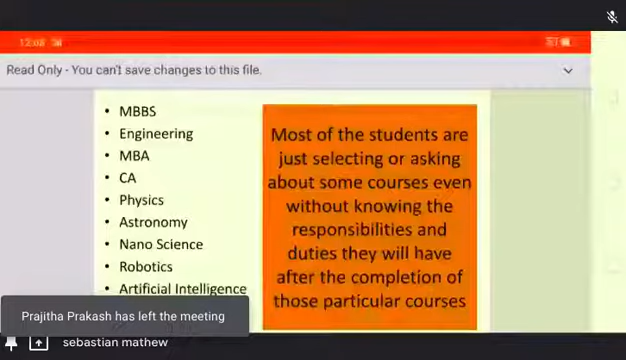 12:08
Read Only - You can't save changes to this file.
• MBBS
• Engineering
• MBA
• CA
• Physics
• Astronomy
• Nano Science
• Robotics
• Artificial Intelligence
Most of the students are
just selecting or asking
about some courses even
without knowing the
responsibilities and
duties they will have
after the completion of
those particular courses
Prajitha Prakash has left the meeting
sebastian mathew